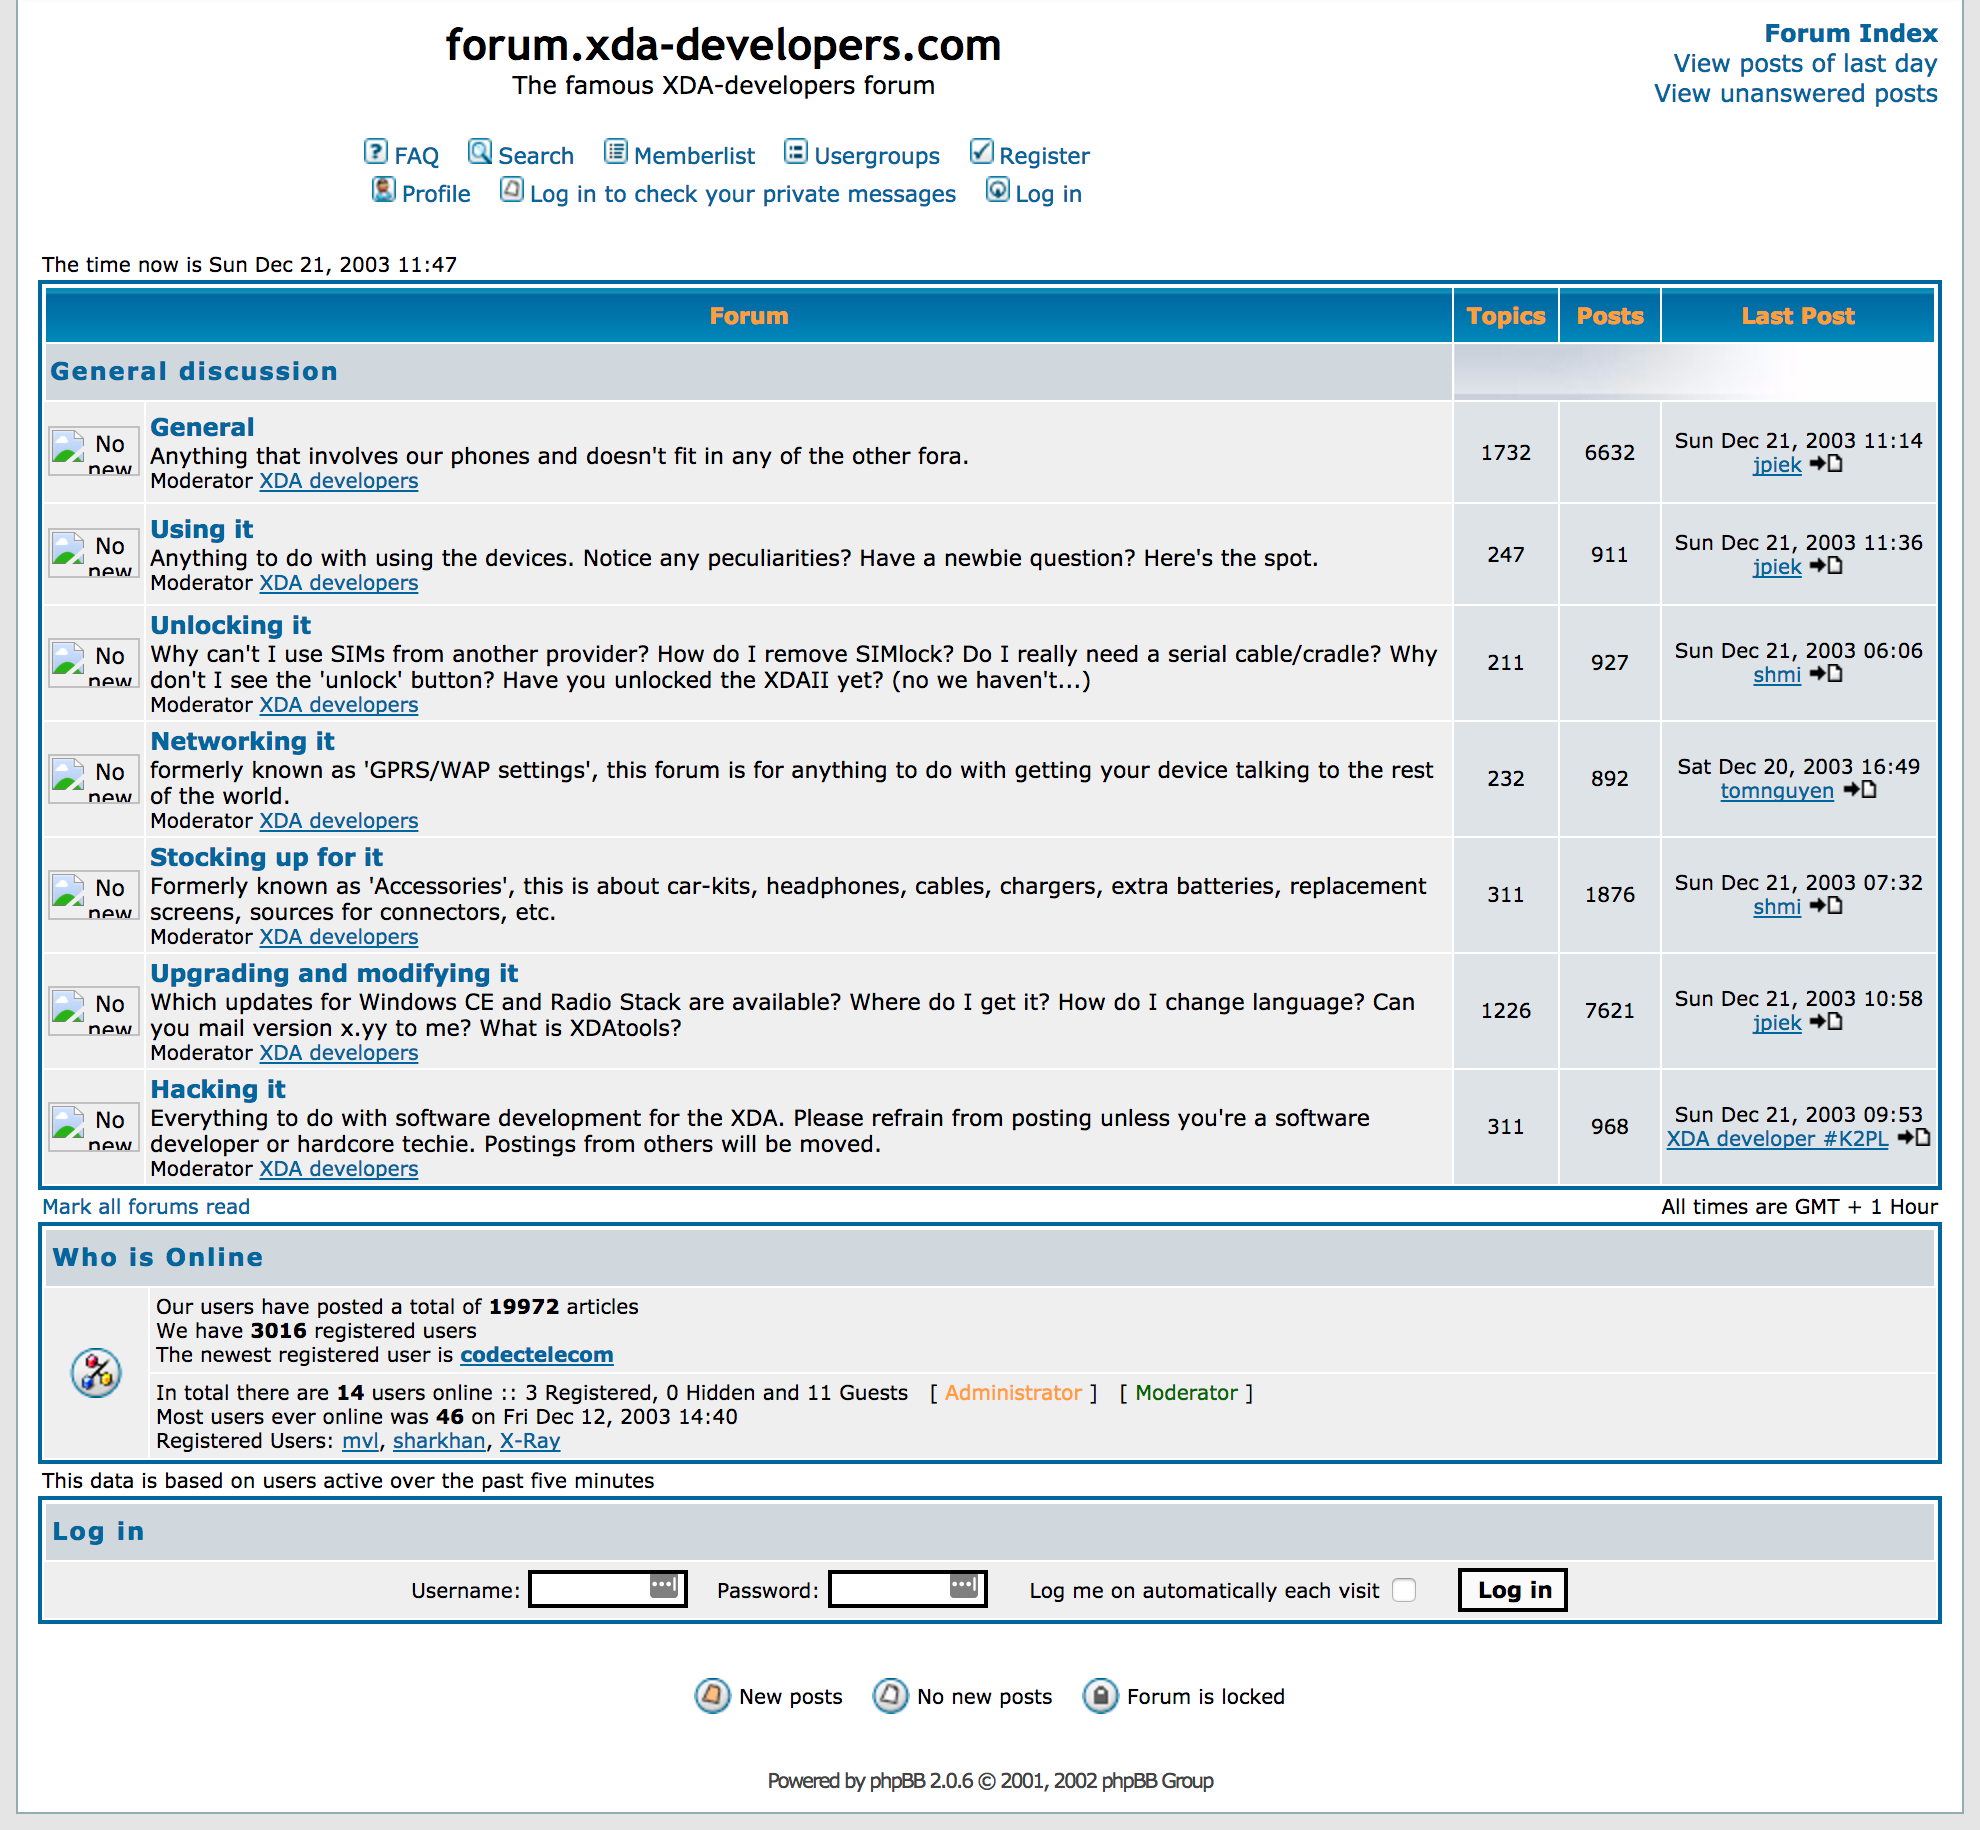 forum.xda-developers.com
The famous XDA-developers forum
Forum Index
View posts of last day
View unanswered posts
FAQ Search Memberlist Usergroups Register
Profile Log in to check your private messages Log in
The time now is Sun Dec 21, 2003 11:47
Forum Topics Posts Last Post
General discussion
No new
General
Anything that involves our phones and doesn't fit in any of the other fora.
Moderator XDA developers
1732 6632 Sun Dec 21, 2003 11:14
jpiek
No new
Using it
Anything to do with using the devices. Notice any peculiarities? Have a newbie question? Here's the spot.
Moderator XDA developers
247 911 Sun Dec 21, 2003 11:36
jpiek
No new
Unlocking it
Why can't I use SIMs from another provider? How do I remove SIMlock? Do I really need a serial cable/cradle? Why
don't I see the 'unlock' button? Have you unlocked the XDAII yet? (no we haven't...)
Moderator XDA developers
211 927 Sun Dec 21, 2003 06:06
shmi
No new
Networking it
formerly known as 'GPRS/WAP settings', this forum is for anything to do with getting your device talking to the rest
of the world.
Moderator XDA developers
232 892 Sat Dec 20, 2003 16:49
tomnguyen
No new
Stocking up for it
Formerly known as 'Accessories', this is about car-kits, headphones, cables, chargers, extra batteries, replacement
screens, sources for connectors, etc.
Moderator XDA developers
311 1876 Sun Dec 21, 2003 07:32
shmi
No new
Upgrading and modifying it
Which updates for Windows CE and Radio Stack are available? Where do I get it? How do I change language? Can
you mail version x.yy to me? What is XDAtools?
Moderator XDA developers
1226 7621 Sun Dec 21, 2003 10:58
jpiek
No new
Hacking it
Everything to do with software development for the XDA. Please refrain from posting unless you're a software
developer or hardcore techie. Postings from others will be moved.
Moderator XDA developers
311 968 Sun Dec 21, 2003 09:53
XDA developer #K2PL
Mark all forums read All times are GMT + 1 Hour
Who is Online
Our users have posted a total of 19972 articles
We have 3016 registered users
The newest registered user is codectelecom
In total there are 14 users online :: 3 Registered, 0 Hidden and 11 Guests [ Administrator ] [ Moderator ]
Most users ever online was 46 on Fri Dec 12, 2003 14:40
Registered Users: mvl, sharkhan, X-Ray
This data is based on users active over the past five minutes
Log in
Username: Password: Log me on automatically each visit Log in
New posts No new posts Forum is locked
Powered by phpBB 2.0.6 © 2001, 2002 phpBB Group